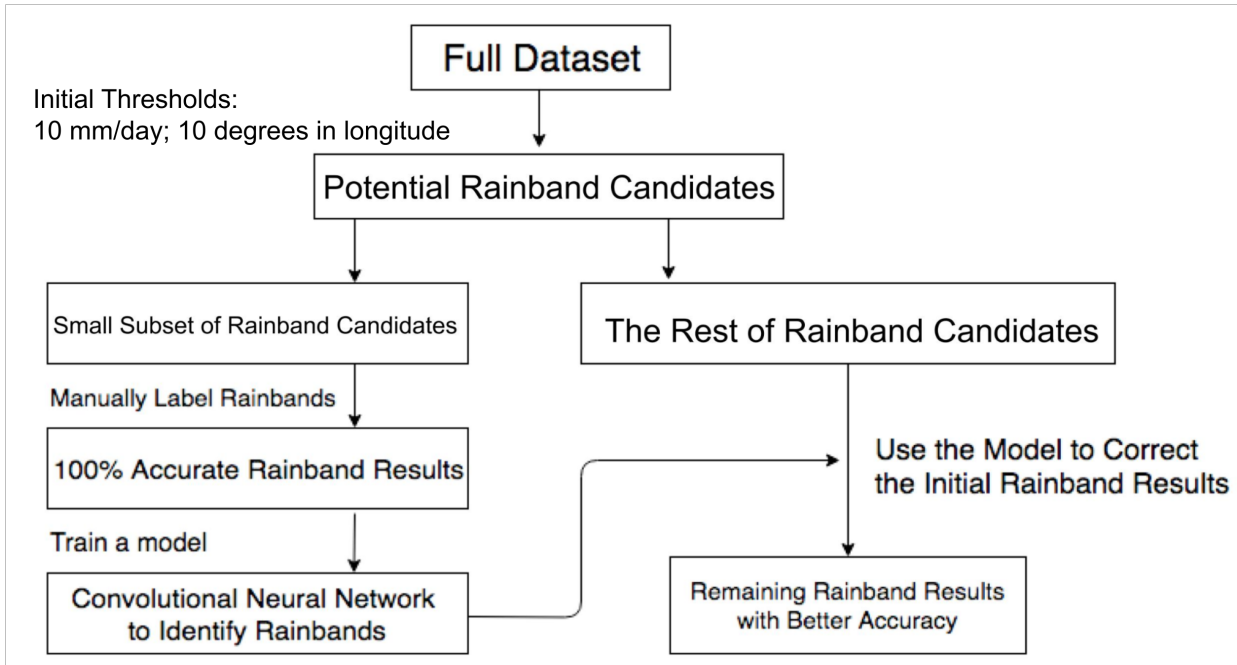 Full Dataset
Initial Thresholds:
10 mm/day; 10 degrees in longitude
Potential Rainband Candidates
Small Subset of Rainband Candidates
The Rest of Rainband Candidates
Manually Label Rainbands
100% Accurate Rainband Results
Use the Model to Correct
the Initial Rainband Results
Train a model
Convolutional Neural Network
to Identify Rainbands
Remaining Rainband Results
with Better Accuracy